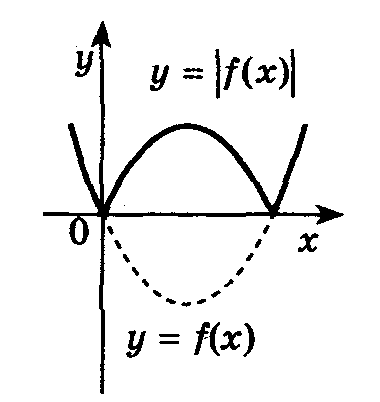 y
y = |f(x)|
0
x
y = f(x)